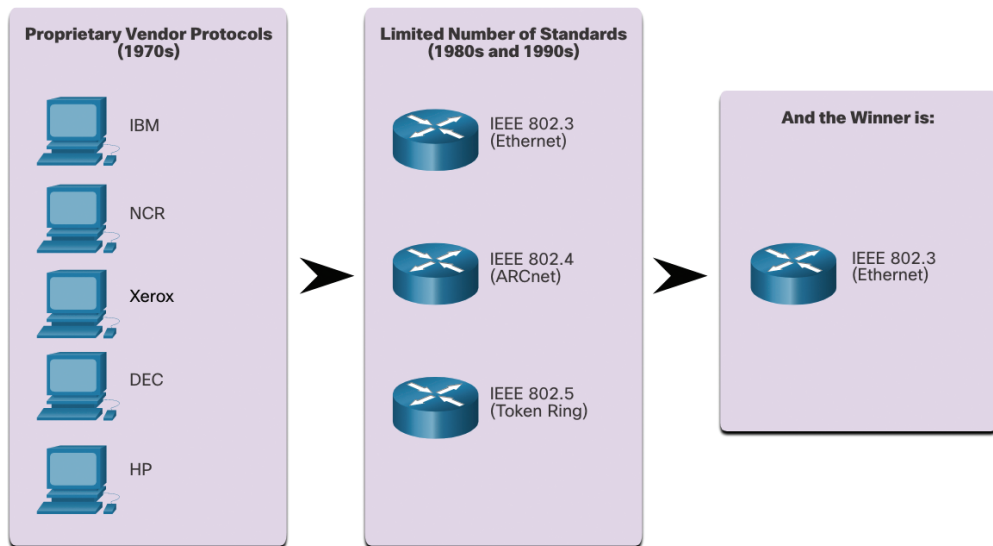 Proprietary Vendor Protocols
(1970s)
IBM
NCR
Xerox
DEC
HP
Limited Number of Standards
(1980s and 1990s)
IEEE 802.3
(Ethernet)
IEEE 802.4
(ARCnet)
IEEE 802.5
(Token Ring)
And the Winner is:
IEEE 802.3
(Ethernet)